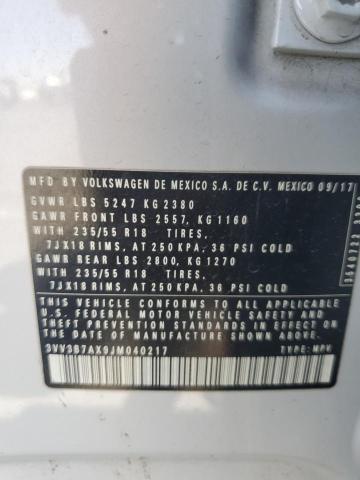 MFD BY VOLKSWAGEN DE MEXICO S.A. DE C.V. MEXICO 09/17
GVWR LBS 5247 KG 2380
GAWR FRONT LBS 2557, KG 1160
WITH 235/55 R18 TIRES,
7JX18 RIMS, AT 250 KPA, 36 PSI COLD
GAWR REAR LBS 2800, KG 1270
WITH 235/55 R18 TIRES,
7JX18 RIMS, AT 250 KPA, 36 PSI COLD
THIS VEHICLE CONFORMS TO ALL APPLICABLE
U.S. FEDERAL MOTOR VEHICLE SAFETY AND
THEFT PREVENTION STANDARDS IN EFFECT ON THE
DATE OF MANUFACTURE SHOWN ABOVE.
3VV3B7AX9JM040217 TYPE: MPV